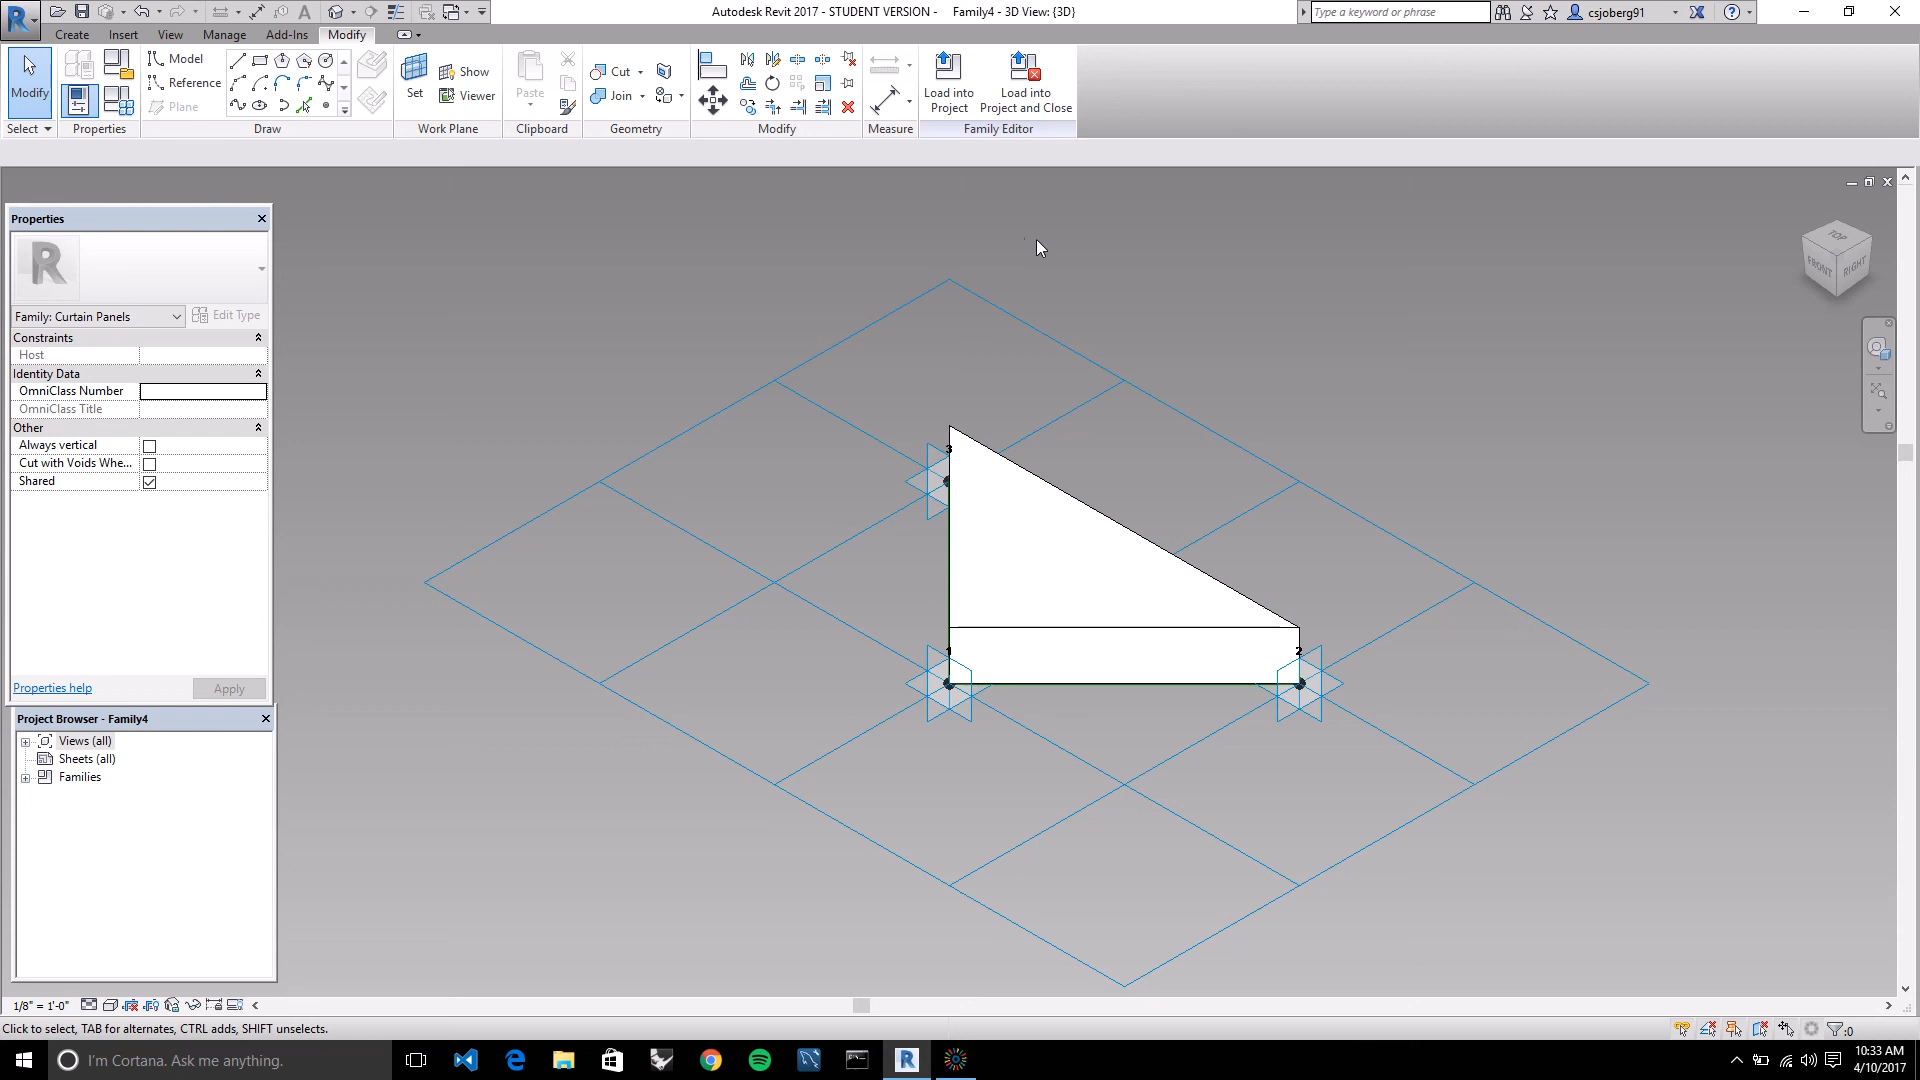 Autodesk Revit 2017 - STUDENT VERSION - Family4 - 3D View: {3D}
Type a keyword or phrase
csjoberg91
Create Insert View Manage Add-Ins Modify
Modify
Select
Properties
Model
Reference
Plane
Draw
Set
Show
Viewer
Work Plane
Paste
Clipboard
Cut
Join
Geometry
Modify
Measure
Load into
Project
Load into
Project and Close
Family Editor
Properties
R
Family: Curtain Panels
Edit Type
Constraints
Host
Identity Data
OmniClass Number
OmniClass Title
Other
Always vertical
Cut with Voids Whe...
Shared
Properties help
Apply
Project Browser - Family4
Views (all)
Sheets (all)
Families
TOP
FRONT
RIGHT
3
1
2
1/8" = 1'-0"
Click to select, TAB for alternates, CTRL adds, SHIFT unselects.
:0
I'm Cortana. Ask me anything.
10:33 AM
4/10/2017